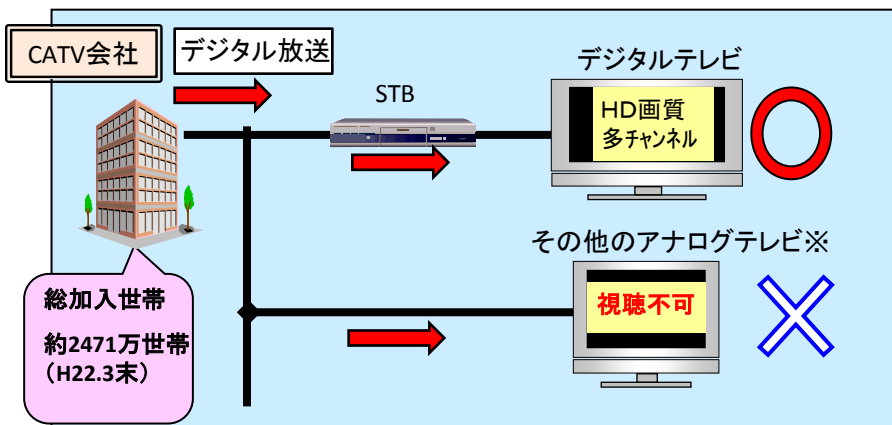 CATV会社
デジタル放送
STB
デジタルテレビ
HD画質
多チャンネル
その他のアナログテレビ※
視聴不可
総加入世帯
約2471万世帯
(H22.3末)